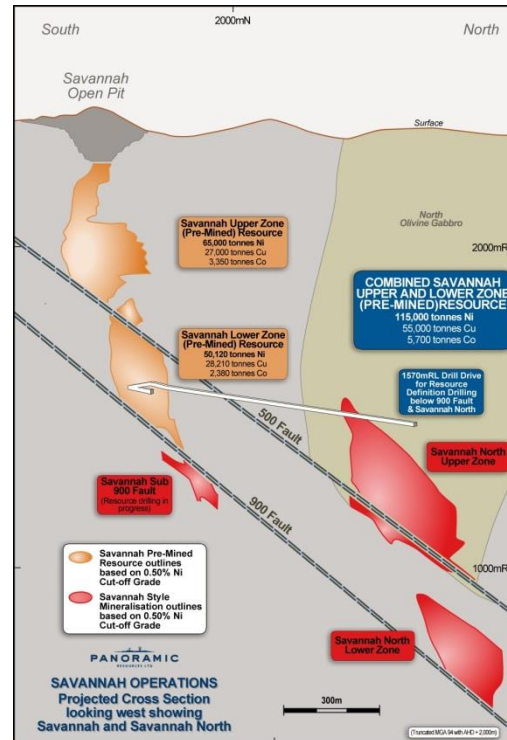 2000mN
South
North
Savannah
Open Pit
Surface
North
Olivine Gabbro
2000mR
Savannah Upper Zone
(Pre-Mined) Resource
65,000 tonnes Ni
27,000 tonnes Cu
3,350 tonnes Co
COMBINED SAVANNAH
UPPER AND LOWER ZONE
(PRE-MINED)RESOURCE
115,000 tonnes Ni
55,000 tonnes Cu
5,700 tonnes Co
Savannah Lower Zone
(Pre-Mined) Resource
50,120 tonnes Ni
28,210 tonnes Cu
2,380 tonnes Co
1570mRL Drill Drive
for Resource
Definition Drilling
below 900 Fault
& Savannah North
500 Fault
Savannah North
Upper Zone
Savannah Sub
900 Fault
(Resource drilling in
progress)
900 Fault
1000mR
Savannah Pre-Mined
Resource outlines
based on 0.50% Ni
Cut-off Grade
Savannah Style
Mineralisation outlines
based on 0.50% Ni
Cut-off Grade
Savannah North
Lower Zone
PANORAMIC
RESOURCES LTD
SAVANNAH OPERATIONS
Projected Cross Section
looking west showing
Savannah and Savannah North
300m
(Truncated MGA 94 with AHD + 2,000m)